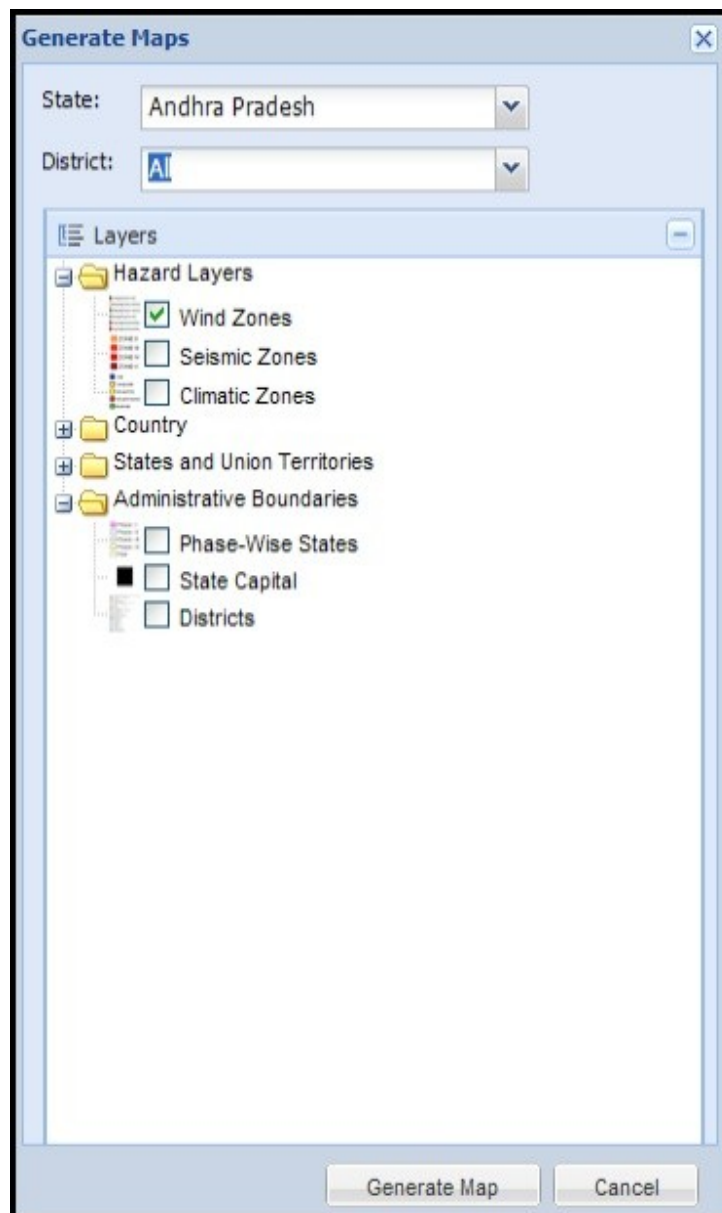 Generate Maps
State:
Andhra Pradesh
District:
All
Layers
Hazard Layers
Wind Zones
Seismic Zones
Climatic Zones
Country
States and Union Territories
Administrative Boundaries
Phase-Wise States
State Capital
Districts
Generate Map
Cancel